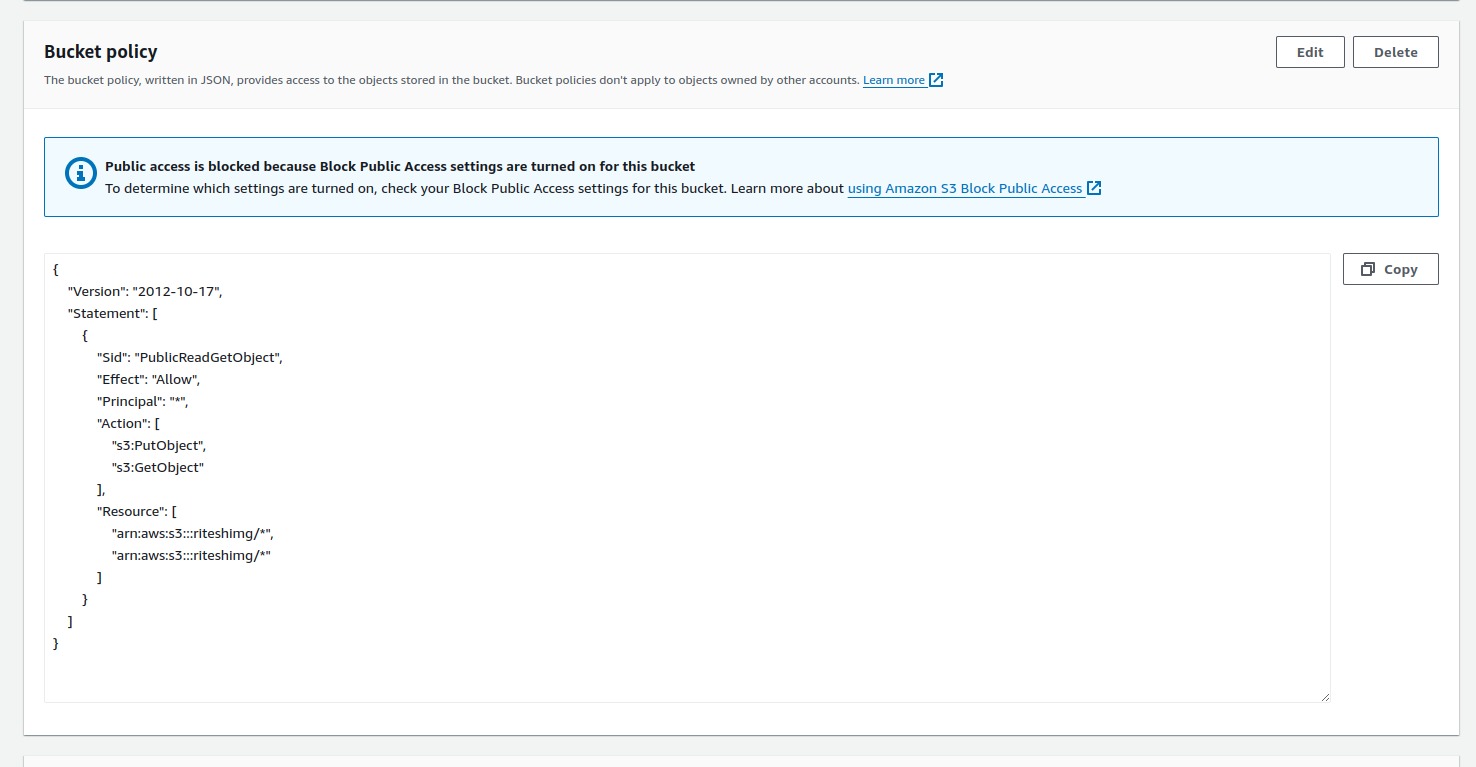 Bucket policy
Edit
Delete
The bucket policy, written in JSON, provides access to the objects stored in the bucket. Bucket policies don't apply to objects owned by other accounts. Learn more
Public access is blocked because Block Public Access settings are turned on for this bucket
To determine which settings are turned on, check your Block Public Access settings for this bucket. Learn more about using Amazon S3 Block Public Access
Copy
{
"Version": "2012-10-17",
"Statement": [
{
"Sid": "PublicReadGetObject",
"Effect": "Allow",
"Principal": "*",
"Action": [
"s3:PutObject",
"s3:GetObject"
],
"Resource": [
"arn:aws:s3:::riteshimg/*",
"arn:aws:s3:::riteshimg/*"
]
}
]
}